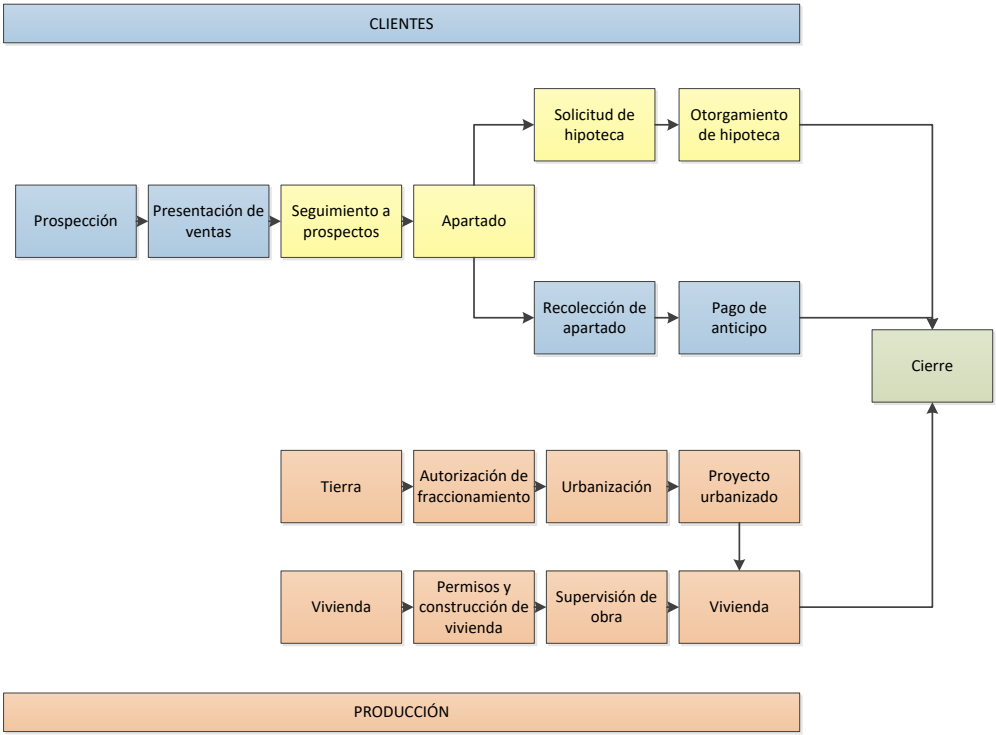 CLIENTES
Solicitud de
hipoteca
Otorgamiento
de hipoteca
Prospección
Presentación de
ventas
Seguimiento a
prospectos
Apartado
Recolección de
apartado
Pago de
anticipo
Cierre
Tierra
Autorización de
fraccionamiento
Urbanización
Proyecto
urbanizado
Vivienda
Permisos y
construcción de
vivienda
Supervisión de
obra
Vivienda
PRODUCCIÓN